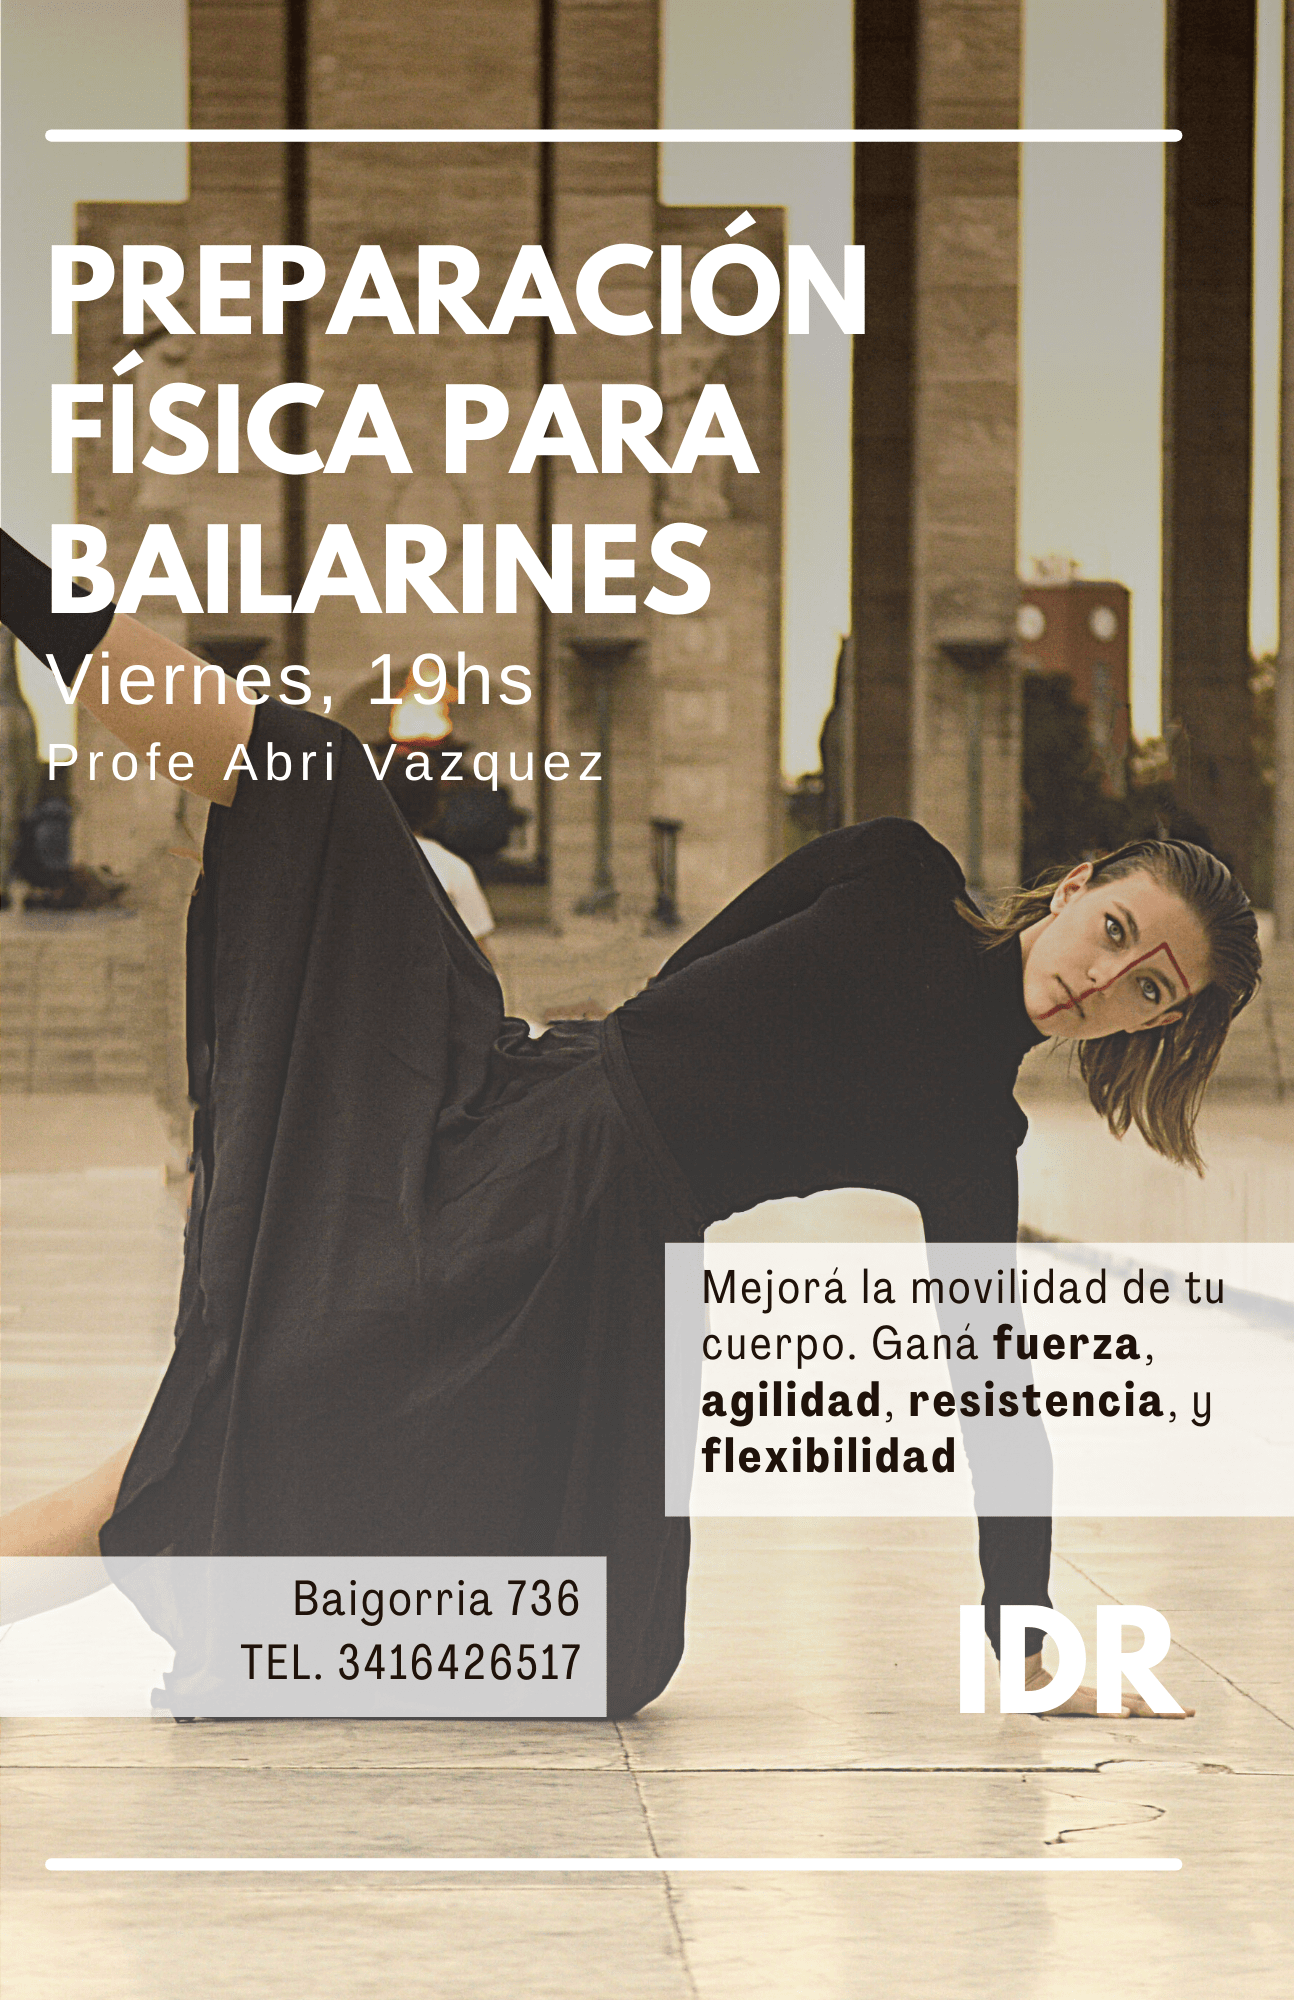 PREPARACIÓN
FÍSICA PARA
BAILARINES
Viernes, 19hs
Profe Abri Vazquez
Mejorá la movilidad de tu
cuerpo. Ganá fuerza,
agilidad, resistencia, y
flexibilidad
Baigorria 736
TEL. 3416426517
IDR